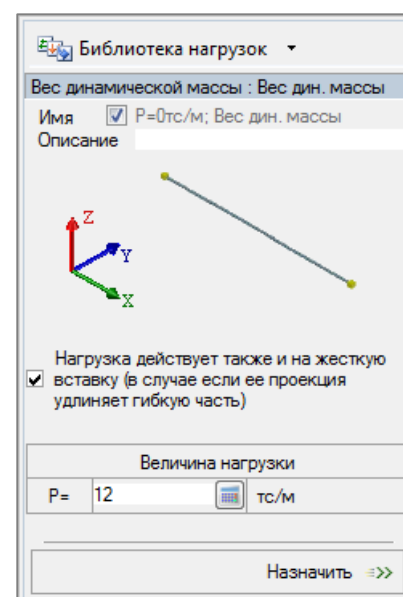 Библиотека нагрузок
Вес динамической массы : Вес дин. массы
Имя P=0тс/м; Вес дин. массы
Описание
Z
Y
X
Нагрузка действует также и на жесткую
вставку (в случае если ее проекция
удлиняет гибкую часть)
Величина нагрузки
P= 12 тс/м
Назначить